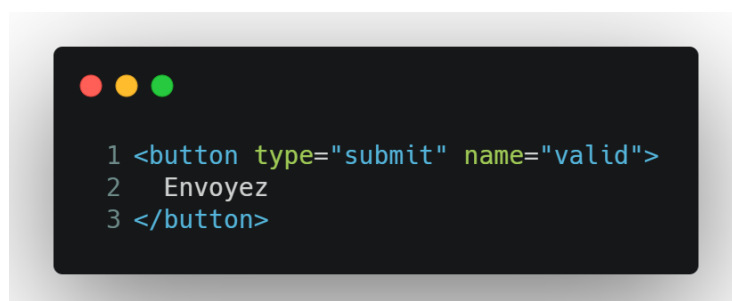 1 <button type="submit" name="valid">
2 Envoyez
3 </button>